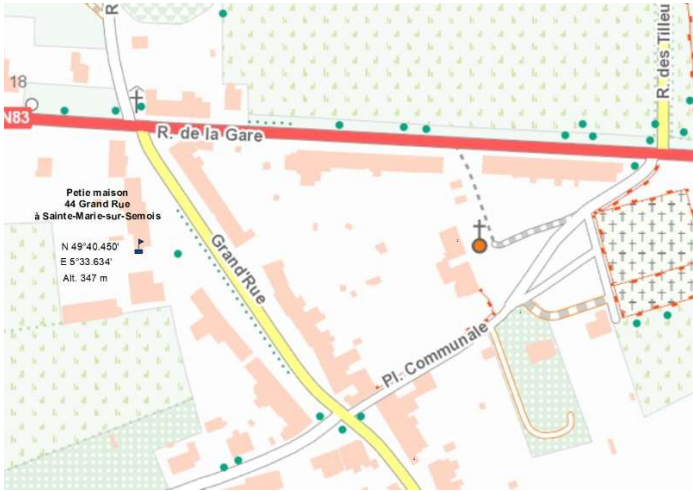 R
R. des Tilleu
18
N83
R. de la Gare
Petie maison
44 Grand Rue
à Sainte-Marie-sur-Semois
N 49°40.450'
E 5°33.634'
Alt. 347 m
Grand'Rue
Pl. Communale